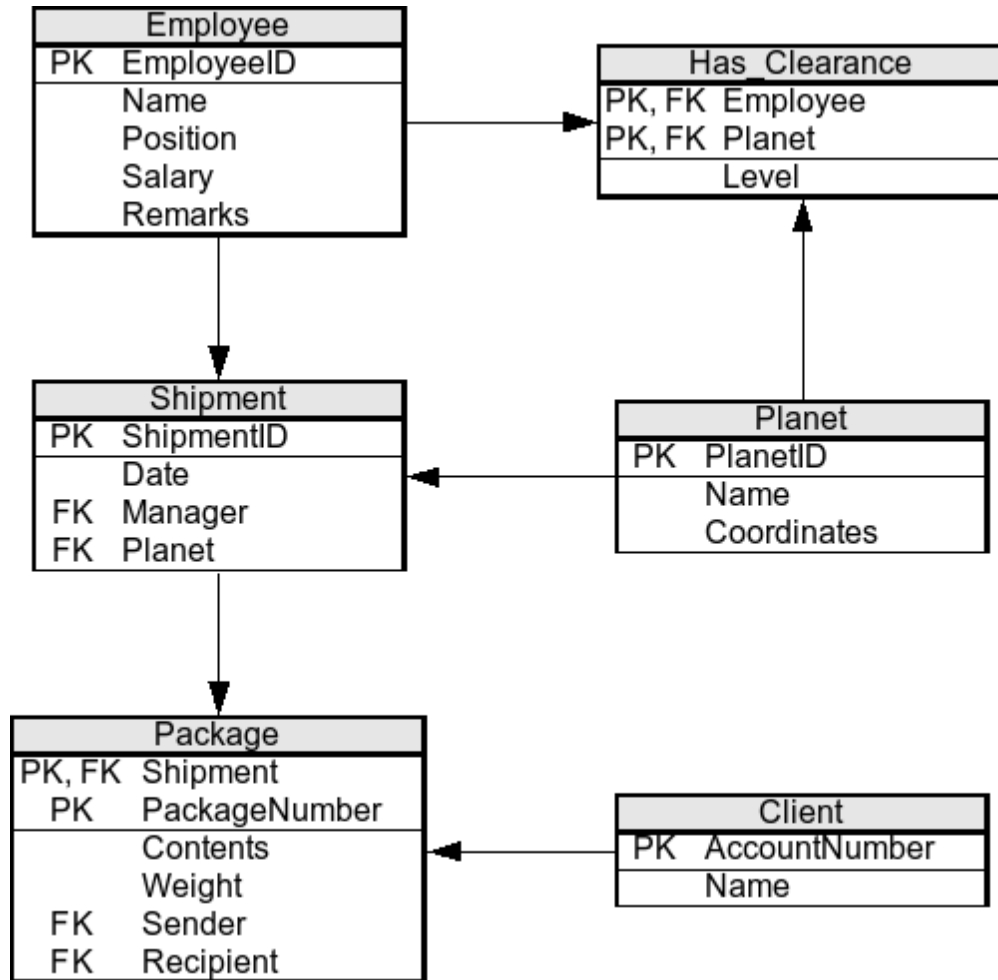 Employee
PK EmployeeID
Name
Position
Salary
Remarks
Has_Clearance
PK, FK Employee
PK, FK Planet
Level
Shipment
PK ShipmentID
Date
FK Manager
FK Planet
Planet
PK PlanetID
Name
Coordinates
Package
PK, FK Shipment
PK PackageNumber
Contents
Weight
FK Sender
FK Recipient
Client
PK AccountNumber
Name